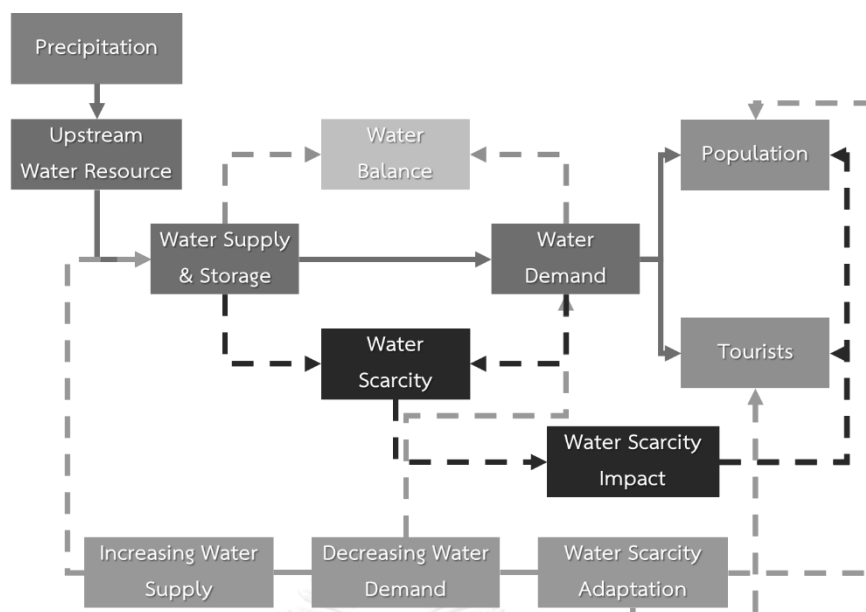 Precipitation
Upstream
Water Resource
Water
Balance
Population
Water Supply
& Storage
Water
Demand
Water
Scarcity
Tourists
Water Scarcity
Impact
Increasing Water
Supply
Decreasing Water
Demand
Water Scarcity
Adaptation